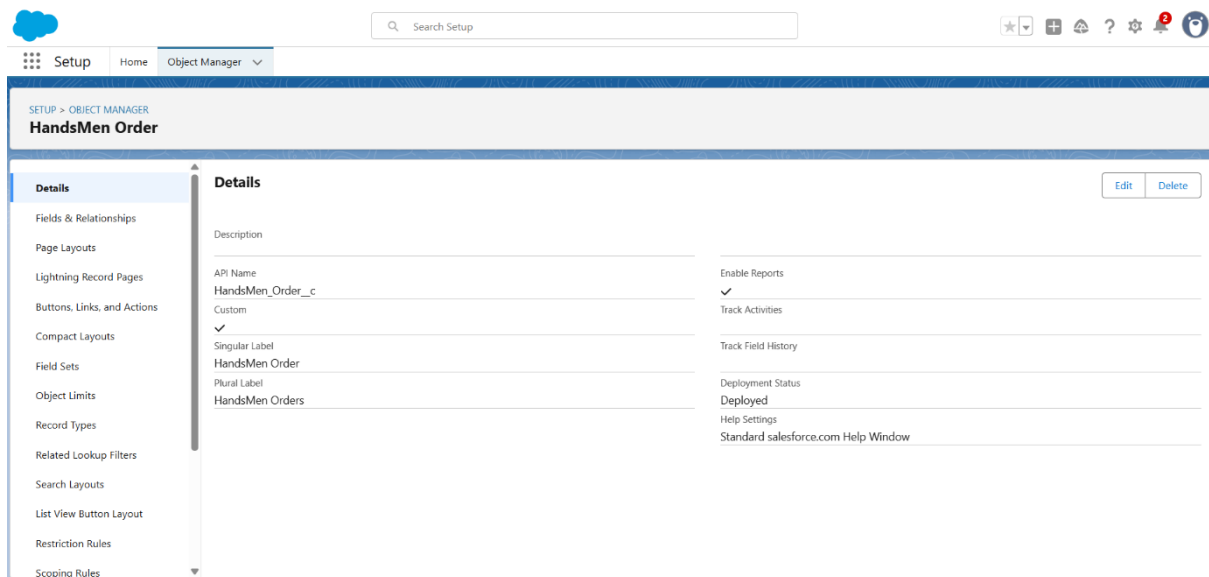 Search Setup
2
Setup
Home
Object Manager
SETUP > OBJECT MANAGER
HandsMen Order
Details
Fields & Relationships
Page Layouts
Lightning Record Pages
Buttons, Links, and Actions
Compact Layouts
Field Sets
Object Limits
Record Types
Related Lookup Filters
Search Layouts
List View Button Layout
Restriction Rules
Scoping Rules
Details
Edit
Delete
Description
API Name
HandsMen_Order__c
Custom
Singular Label
HandsMen Order
Plural Label
HandsMen Orders
Enable Reports
Track Activities
Track Field History
Deployment Status
Deployed
Help Settings
Standard salesforce.com Help Window